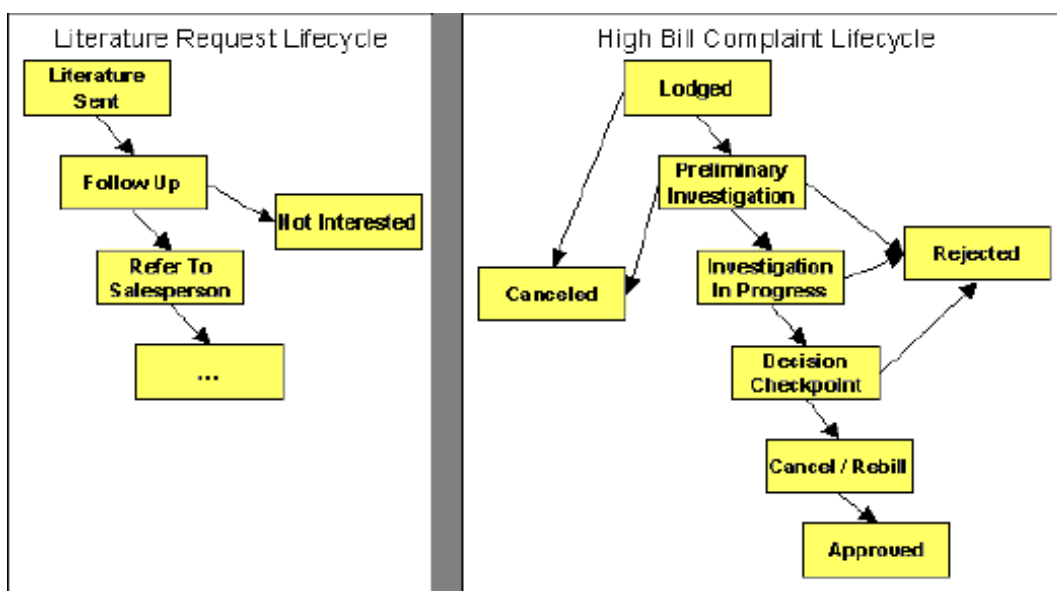 Literature Request Lifecycle
Literature
Sent
Follow Up
Not Interested
Refer To
Salesperson
...
High Bill Complaint Lifecycle
Lodged
Preliminary
Investigation
Canceled
Investigation
In Progress
Rejected
Decision
Checkpoint
Cancel / Rebill
Approved